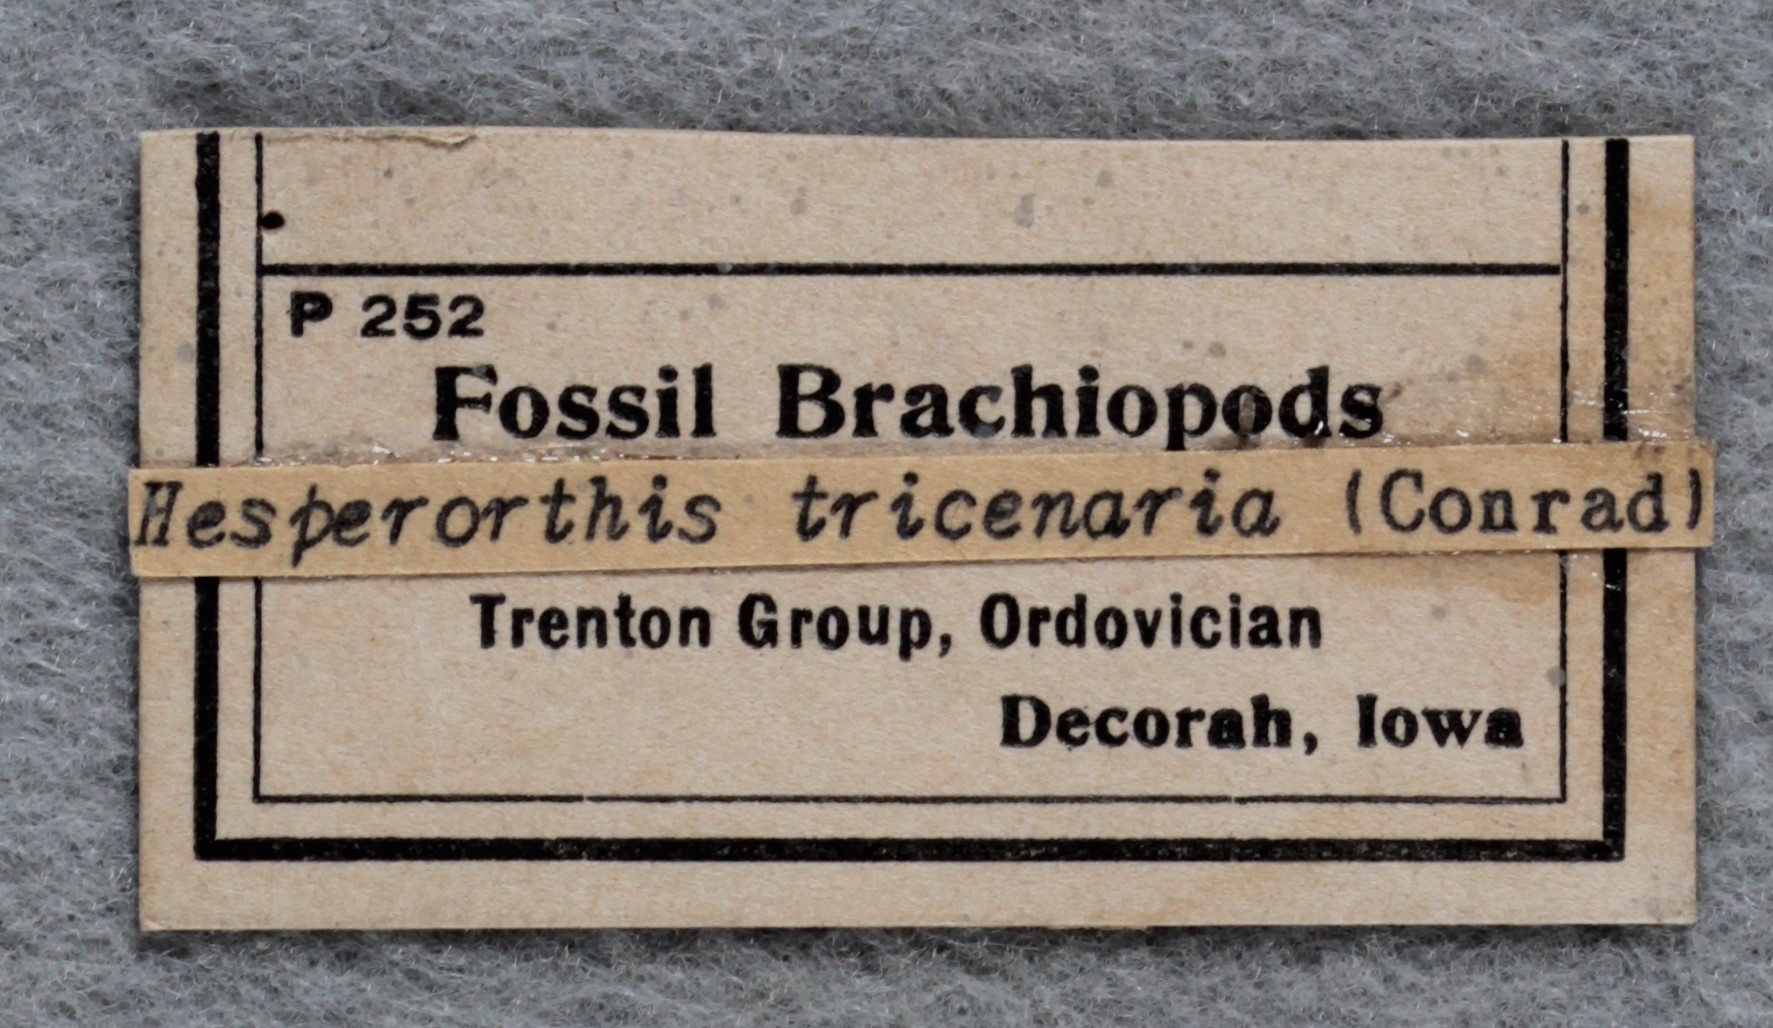 P 252
Fossil Brachiopods
Hesperorthis tricenaria (Conrad)
Trenton Group, Ordovician
Decorah, Iowa